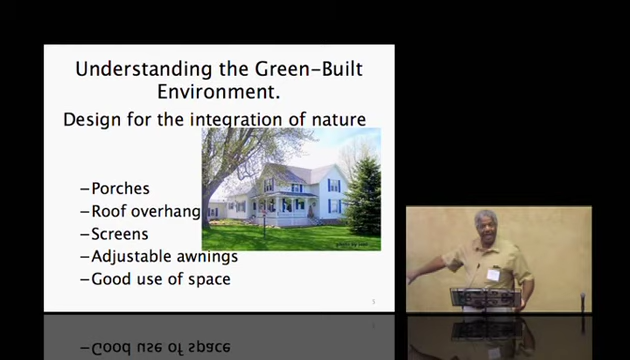 Understanding the Green-Built
Environment.
Design for the integration of nature
–Porches
–Roof overhang
–Screens
–Adjustable awnings
–Good use of space